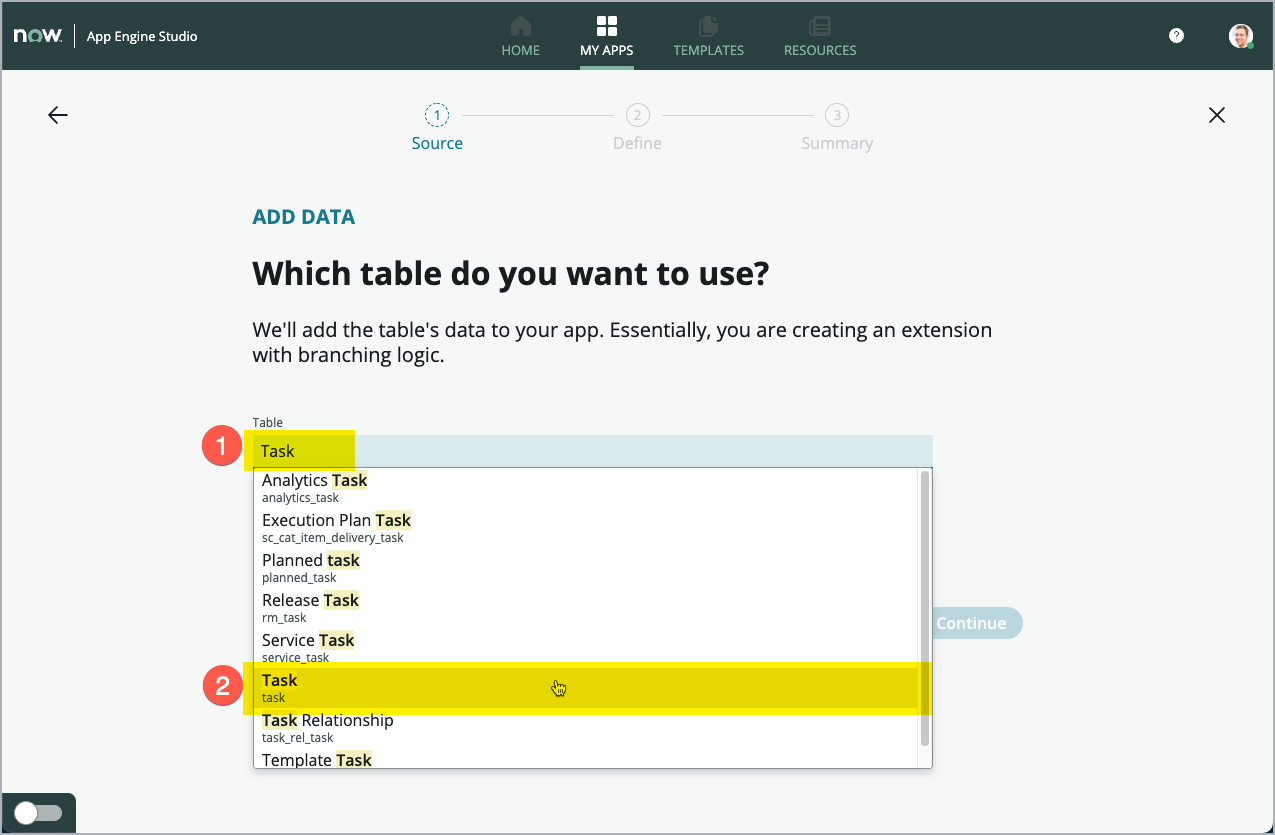 now. App Engine Studio
HOME
MY APPS
TEMPLATES
RESOURCES
?
1
2
3
Source
Define
Summary
ADD DATA
Which table do you want to use?
We'll add the table's data to your app. Essentially, you are creating an extension
with branching logic.
Table
1
Task
Analytics Task
analytics_task
Execution Plan Task
sc_cat_item_delivery_task
Planned task
planned_task
Release Task
rm_task
Continue
Service Task
service_task
2
Task
task
Task Relationship
task_rel_task
Template Task